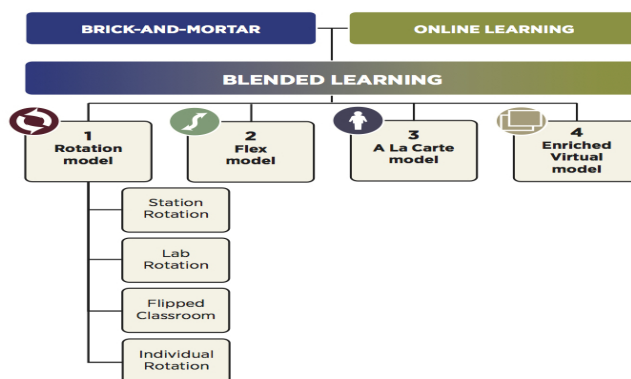 BRICK-AND-MORTAR
ONLINE LEARNING
BLENDED LEARNING
1
Rotation
model
2
Flex
model
3
A La Carte
model
4
Enriched
Virtual
model
Station
Rotation
Lab
Rotation
Flipped
Classroom
Individual
Rotation